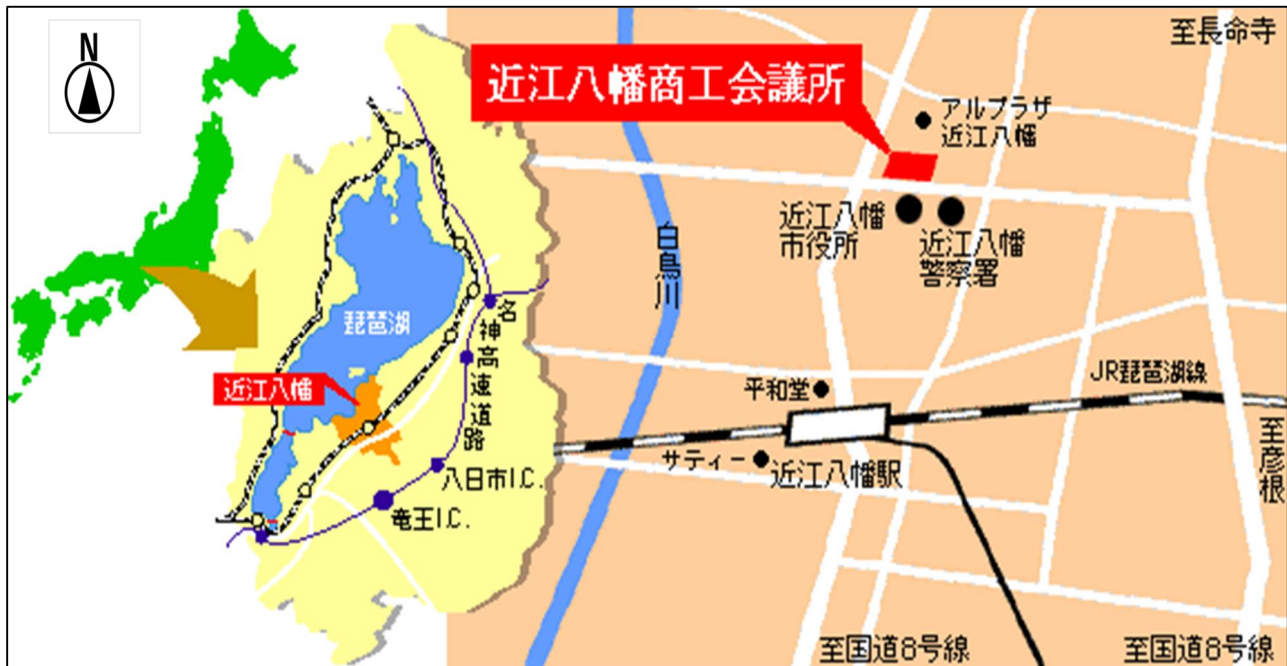 N
至長命寺
近江八幡商工会議所
アルプラザ
近江八幡
近江八幡
市役所
近江八幡
警察署
白鳥川
琵琶湖
名神高速道路
近江八幡
平和堂
JR琵琶湖線
サティー
近江八幡駅
至彦根
八日市I.C.
竜王I.C.
至国道8号線
至国道8号線